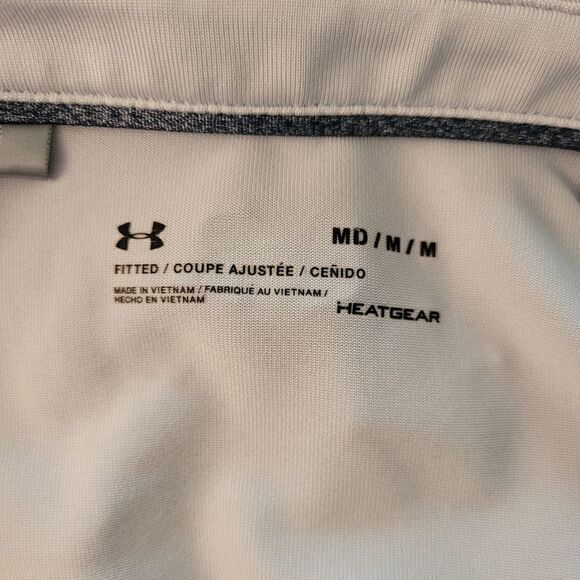 MD / M / M
FITTED / COUPE AJUSTÉE / CEÑIDO
MADE IN VIETNAM / FABRIQUÉ AU VIETNAM /
HECHO EN VIETNAM
HEATGEAR